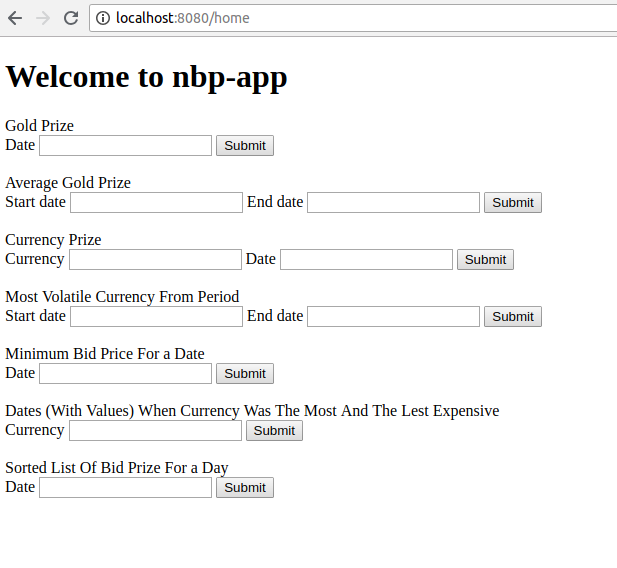 localhost:8080/home
Welcome to nbp-app
Gold Prize
Date Submit
Average Gold Prize
Start date End date Submit
Currency Prize
Currency Date Submit
Most Volatile Currency From Period
Start date End date Submit
Minimum Bid Price For a Date
Date Submit
Dates (With Values) When Currency Was The Most And The Lest Expensive
Currency Submit
Sorted List Of Bid Prize For a Day
Date Submit